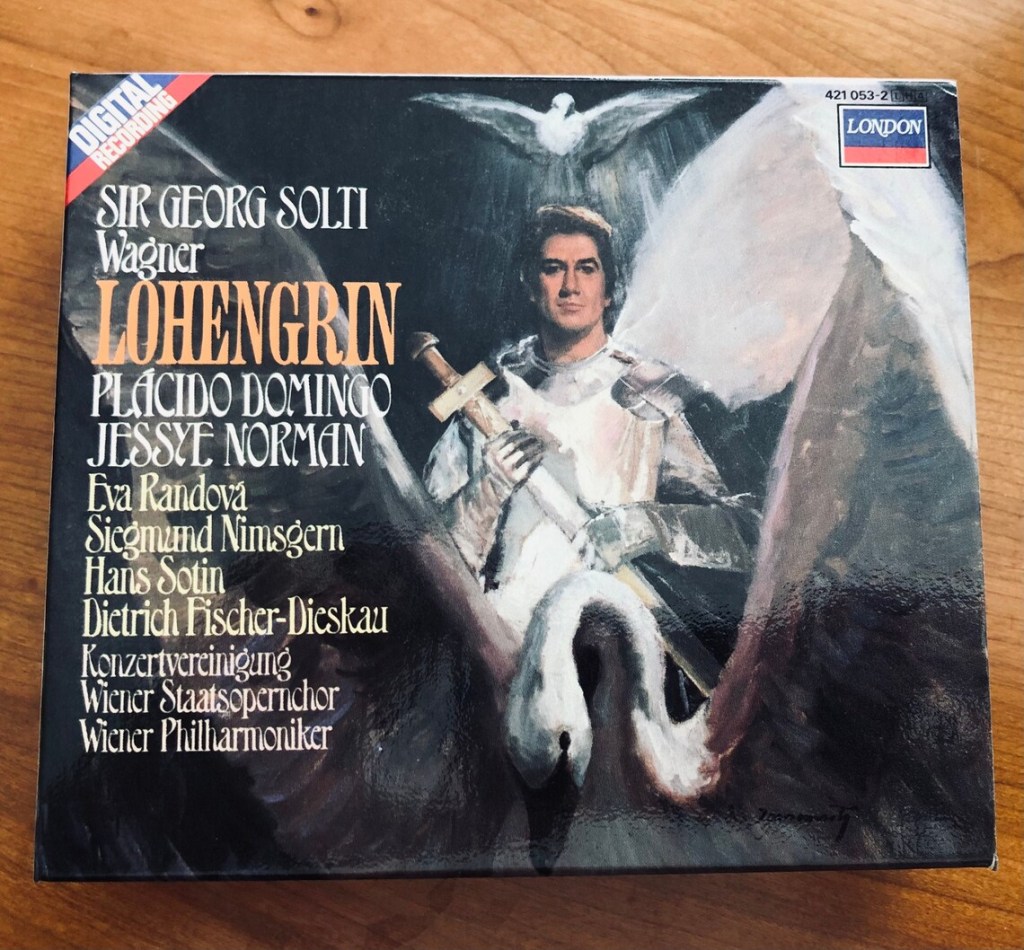 DIGITAL
RECORDING
421 053-2
LONDON
SIR GEORG SOLTI
Wagner
LOHENGRIN
PLÁCIDO DOMINGO
JESSYE NORMAN
Eva Randová
Siegmund Nimsgern
Hans Sotin
Dietrich Fischer-Dieskau
Konzertvereinigung
Wiener Staatsopernchor
Wiener Philharmoniker